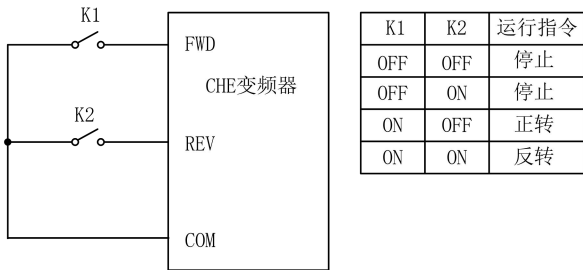 K1
FWD
CHE变频器
K2
REV
COM
K1 K2 运行指令
OFF OFF 停止
OFF ON 停止
ON OFF 正转
ON ON 反转